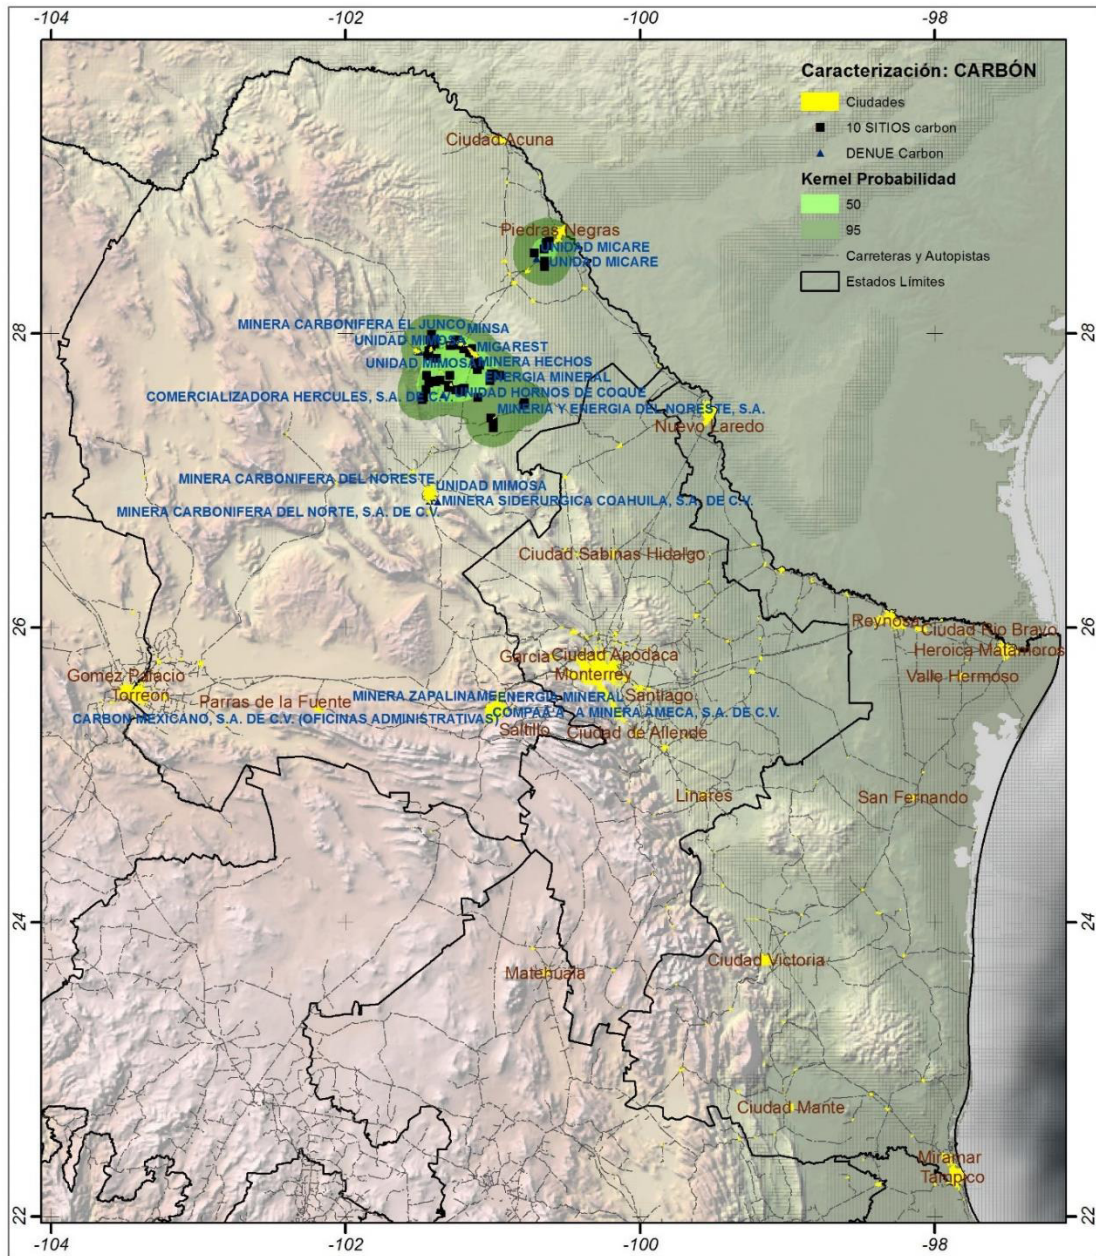 -104 -102 -100 -98
Caracterización: CARBÓN
Ciudades
10 SITIOS carbon
DENUE Carbon
Kernel Probabilidad
50
95
Carreteras y Autopistas
Estados Límites
Ciudad Acuna
Piedras Negras
UNIDAD MICARE
UNIDAD MICARE
28
28
MINERA CARBONIFERA EL JUNCO
MINSA
UNIDAD MIMOSA
MIGAREST
UNIDAD MIMOSA
MINERA HECHOS
ENERGIA MINERAL
UNIDAD HORNOS DE COQUE
COMERCIALIZADORA HERCULES, S.A. DE C.V.
MINERIA Y ENERGIA DEL NORESTE, S.A.
Nuevo Laredo
MINERA CARBONIFERA DEL NORESTE
UNIDAD MIMOSA
MINERA SIDERURGICA COAHUILA, S.A. DE C.V.
MINERA CARBONIFERA DEL NORTE, S.A. DE C.V.
Ciudad Sabinas Hidalgo
26
26
Reynosa
Ciudad Rio Bravo
Heroica Matamoros
Valle Hermoso
Garcia
Ciudad Apodaca
Monterrey
Gomez Palacio
Torreon
Parras de la Fuente
MINERA ZAPALINAME
ENERGIA MINERAL
Santiago
CARBON MEXICANO, S.A. DE C.V. (OFICINAS ADMINISTRATIVAS)
COMPAÃ‘A A MINERA AMECA, S.A. DE C.V.
Saltillo
Ciudad de Allende
Linares
San Fernando
24
24
Matehuala
Ciudad Victoria
Ciudad Mante
Miramar
Tampico
22
22
-104 -102 -100 -98